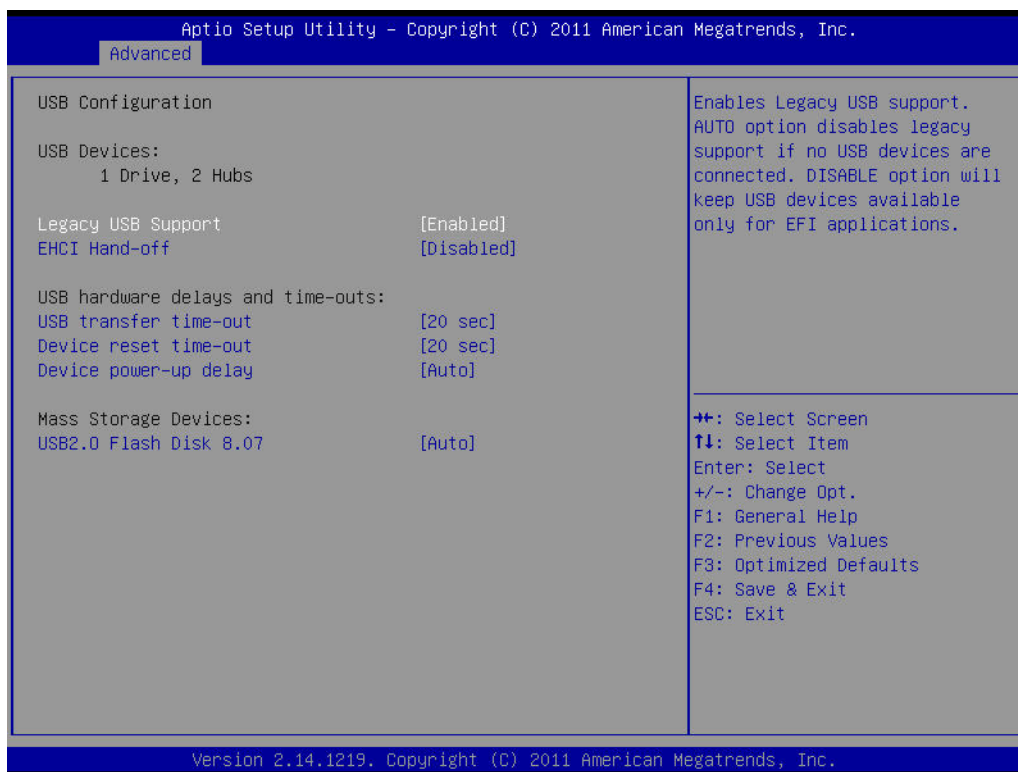 Aptio Setup Utility – Copyright (C) 2011 American Megatrends, Inc.
Advanced
USB Configuration
USB Devices:
1 Drive, 2 Hubs
Legacy USB Support [Enabled]
EHCI Hand-off [Disabled]
USB hardware delays and time-outs:
USB transfer time-out [20 sec]
Device reset time-out [20 sec]
Device power-up delay [Auto]
Mass Storage Devices:
USB2.0 Flash Disk 8.07 [Auto]
Enables Legacy USB support.
AUTO option disables legacy
support if no USB devices are
connected. DISABLE option will
keep USB devices available
only for EFI applications.
→←: Select Screen
↑↓: Select Item
Enter: Select
+/-: Change Opt.
F1: General Help
F2: Previous Values
F3: Optimized Defaults
F4: Save & Exit
ESC: Exit
Version 2.14.1219. Copyright (C) 2011 American Megatrends, Inc.